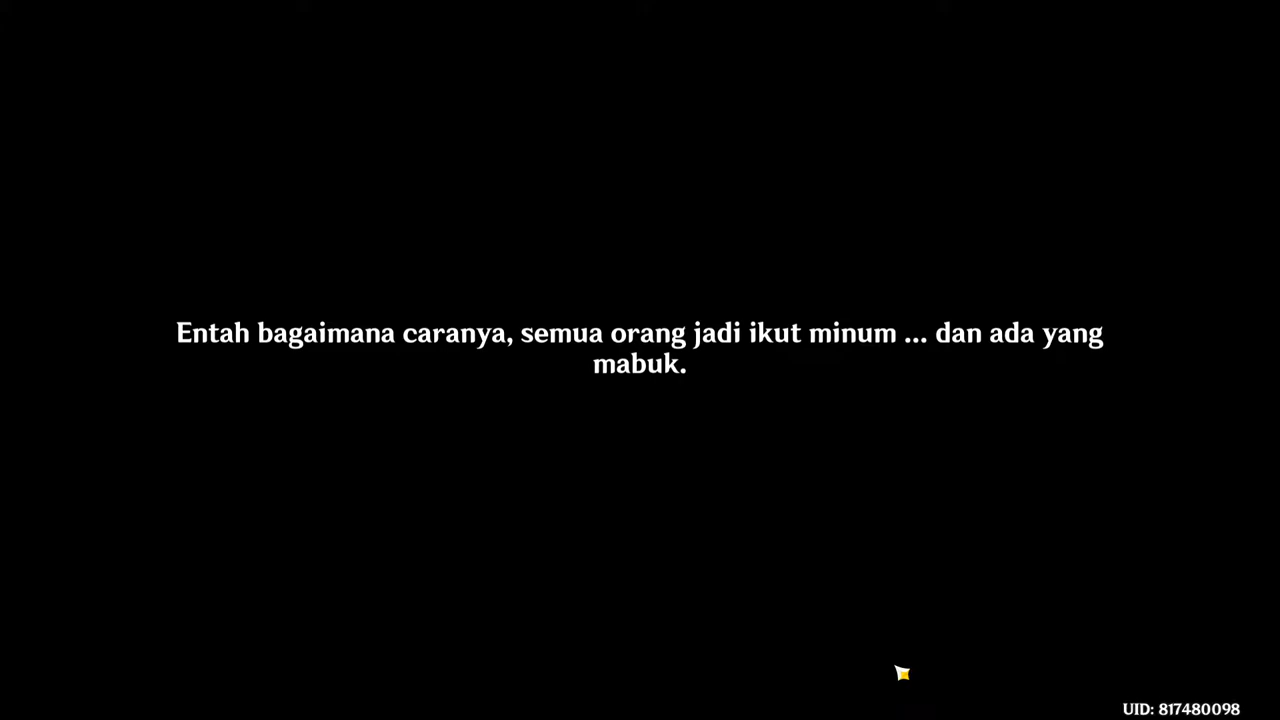 Entah bagaimana caranya, semua orang jadi ikut minum ... dan ada yang
mabuk.
UID: 817480098